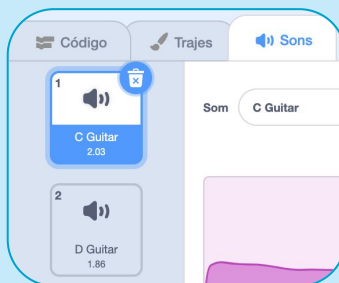 Código
Trajes
Sons
1
C Guitar
2.03
Som
C Guitar
2
D Guitar
1.86